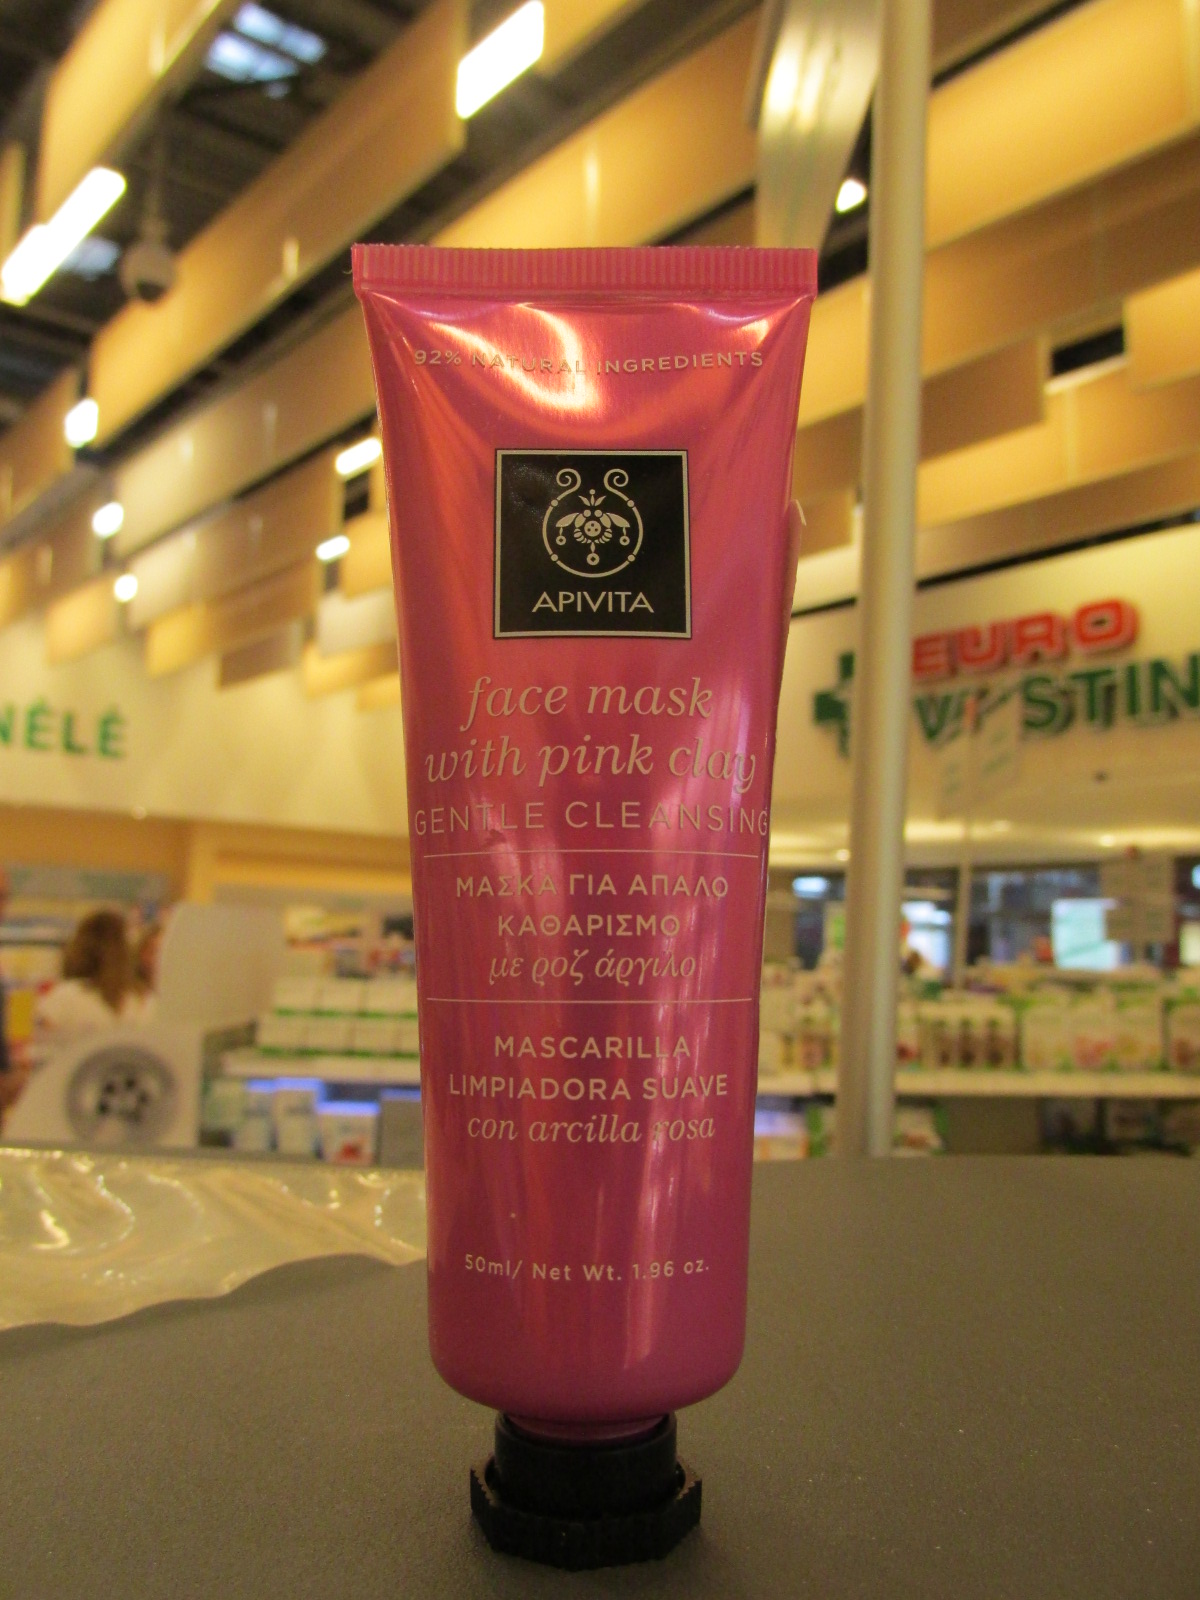 92% NATURAL INGREDIENTS
APIVITA
face mask
with pink clay
GENTLE CLEANSING
ΜΑΣΚΑ ΓΙΑ ΑΠΑΛΟ
ΚΑΘΑΡΙΣΜΟ
με ροζ άργιλο
MASCARILLA
LIMPIADORA SUAVE
con arcilla rosa
50ml/ Net Wt. 1.96 oz.
NĖLĖ
EURO